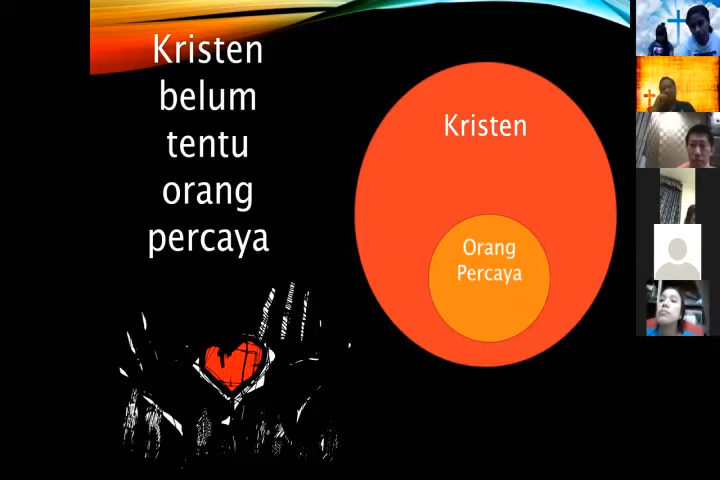 Kristen
belum
tentu
orang
percaya
Kristen
Orang
Percaya